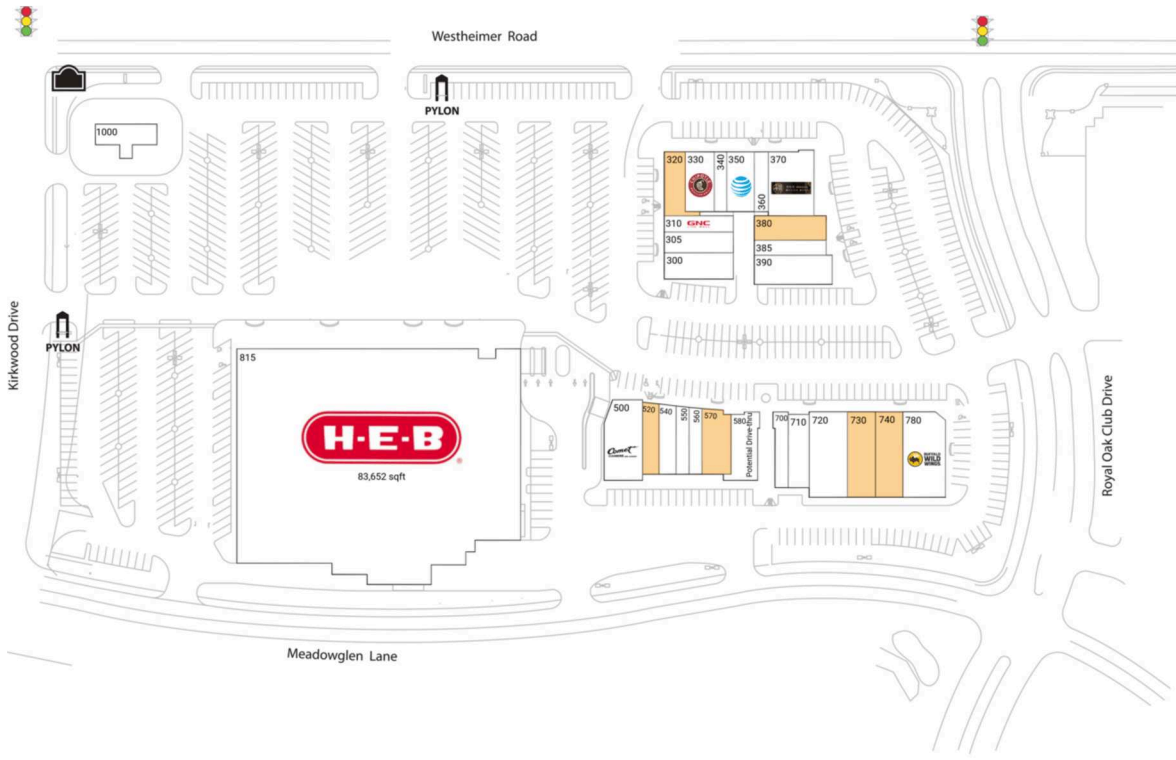 Westheimer Road
PYLON
1000
320
330
340
350
360
370
310
GNC
305
300
380
385
390
Kirkwood Drive
PYLON
815
H-E-B
83,652 sqft
500
520
540
550
560
570
580
Potential Drive-thru
700
710
720
730
740
780
Comet
BUFFALO
WILD
WINGS
Royal Oak Club Drive
Meadowglen Lane